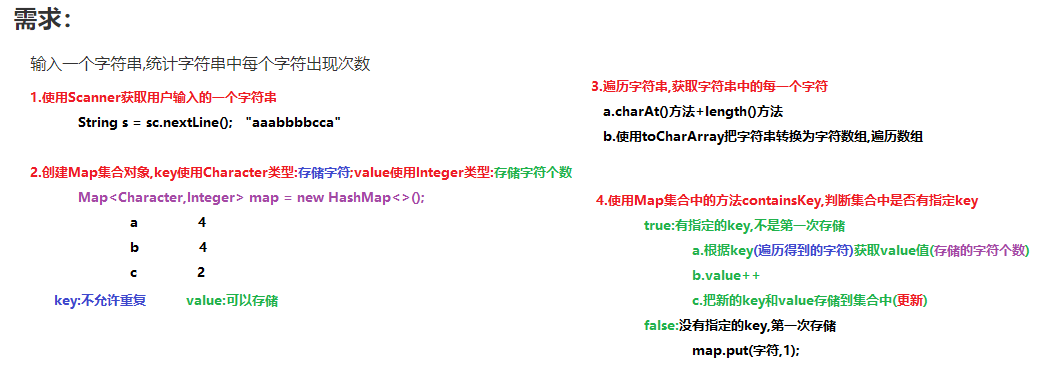 需求：
输入一个字符串,统计字符串中每个字符出现次数
1.使用Scanner获取用户输入的一个字符串
String s = sc.nextLine(); "aaabbbbcca"
2.创建Map集合对象,key使用Character类型:存储字符;value使用Integer类型:存储字符个数
Map<Character,Integer> map = new HashMap<>();
a 4
b 4
c 2
key:不允许重复 value:可以存储
3.遍历字符串,获取字符串中的每一个字符
a.charAt()方法+length()方法
b.使用toCharArray把字符串转换为字符数组,遍历数组
4.使用Map集合中的方法containsKey,判断集合中是否有指定key
true:有指定的key,不是第一次存储
a.根据key(遍历得到的字符)获取value值(存储的字符个数)
b.value++
c.把新的key和value存储到集合中(更新)
false:没有指定的key,第一次存储
map.put(字符,1);